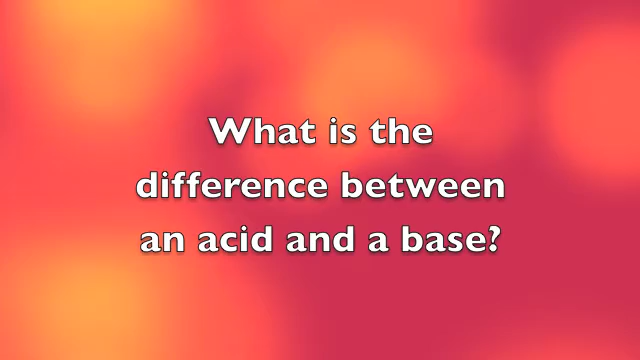 What is the
difference between
an acid and a base?